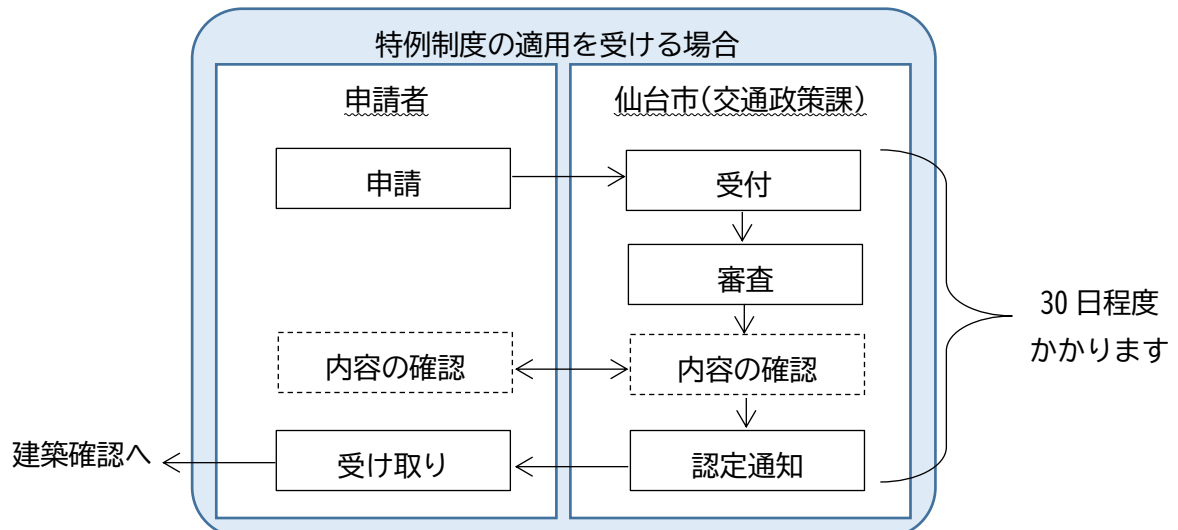 特例制度の適用を受ける場合
申請者
仙台市(交通政策課)
申請
受付
審査
内容の確認
内容の確認
受け取り
認定通知
建築確認へ
30日程度
かかります